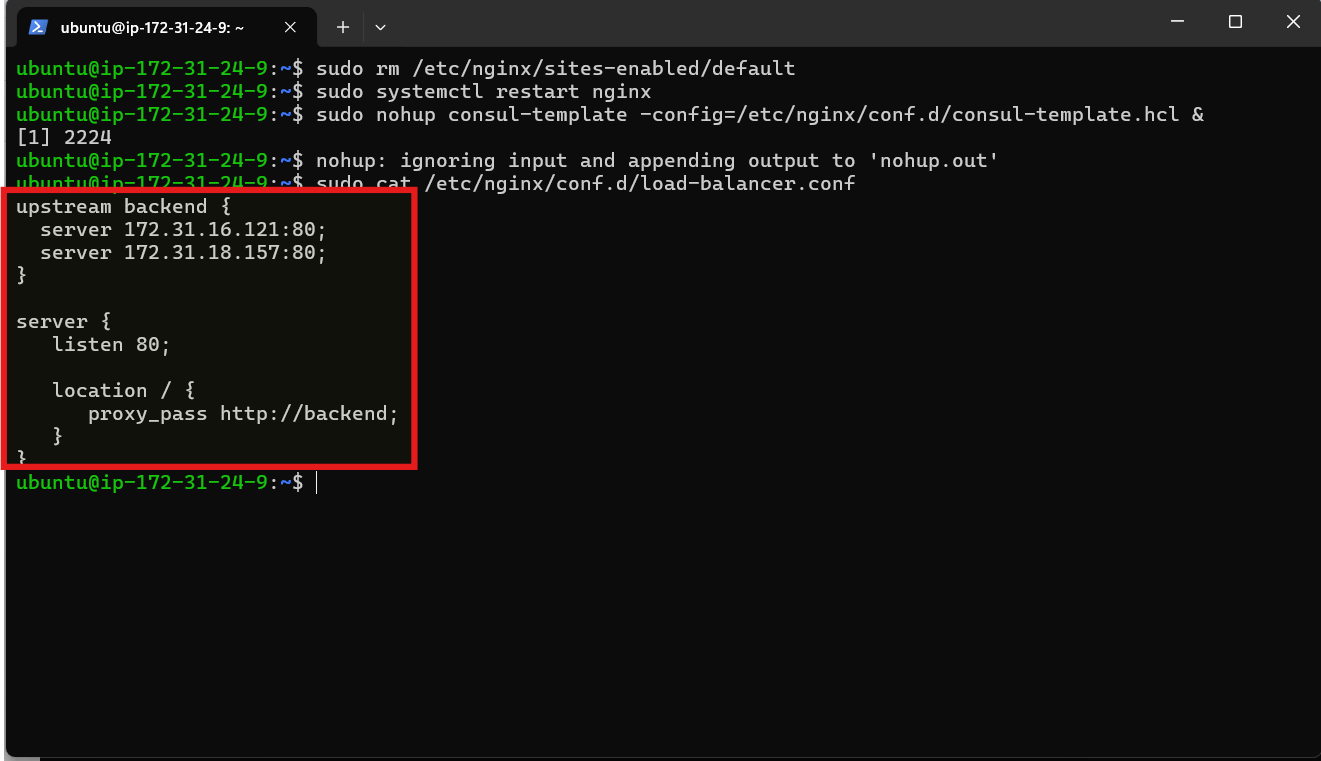 ubuntu@ip-172-31-24-9: ~
ubuntu@ip-172-31-24-9:~$ sudo rm /etc/nginx/sites-enabled/default
ubuntu@ip-172-31-24-9:~$ sudo systemctl restart nginx
ubuntu@ip-172-31-24-9:~$ sudo nohup consul-template -config=/etc/nginx/conf.d/consul-template.hcl &
[1] 2224
ubuntu@ip-172-31-24-9:~$ nohup: ignoring input and appending output to 'nohup.out'
ubuntu@ip-172-31-24-9:~$ sudo cat /etc/nginx/conf.d/load-balancer.conf
upstream backend {
  server 172.31.16.121:80;
  server 172.31.18.157:80;
}

server {
   listen 80;

   location / {
      proxy_pass http://backend;
   }
}
ubuntu@ip-172-31-24-9:~$